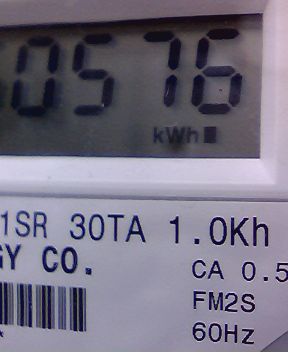 0576
kWh
1SR 30TA 1.0Kh
GY CO.
CA 0.5
FM2S
60Hz